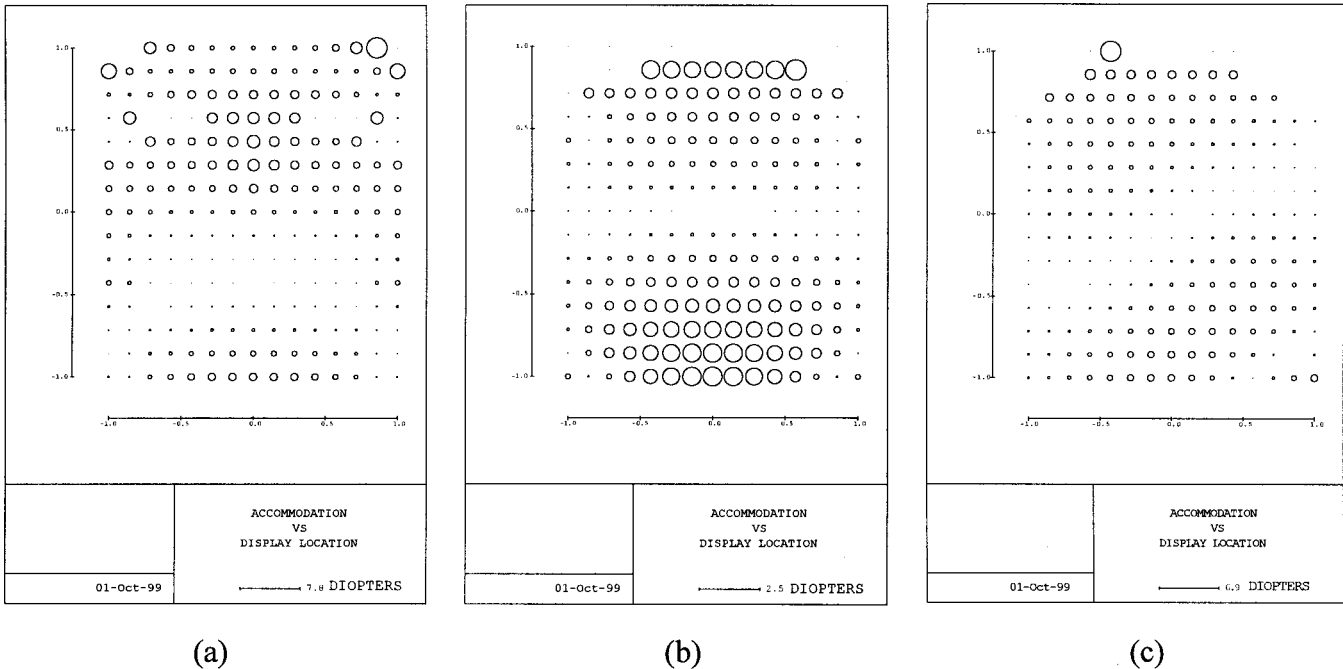 1.0
0.5
0.0
-0.5
-1.0
-1.0 -0.5 0.0 0.5 1.0
ACCOMMODATION
VS
DISPLAY LOCATION
01-Oct-99
7.8 DIOPTERS
(a)
1.0
0.5
0.0
-0.5
-1.0
-1.0 -0.5 0.0 0.5 1.0
ACCOMMODATION
VS
DISPLAY LOCATION
01-Oct-99
2.5 DIOPTERS
(b)
1.0
0.5
0.0
-0.5
-1.0
-1.0 -0.5 0.0 0.5 1.0
ACCOMMODATION
VS
DISPLAY LOCATION
01-Oct-99
6.9 DIOPTERS
(c)